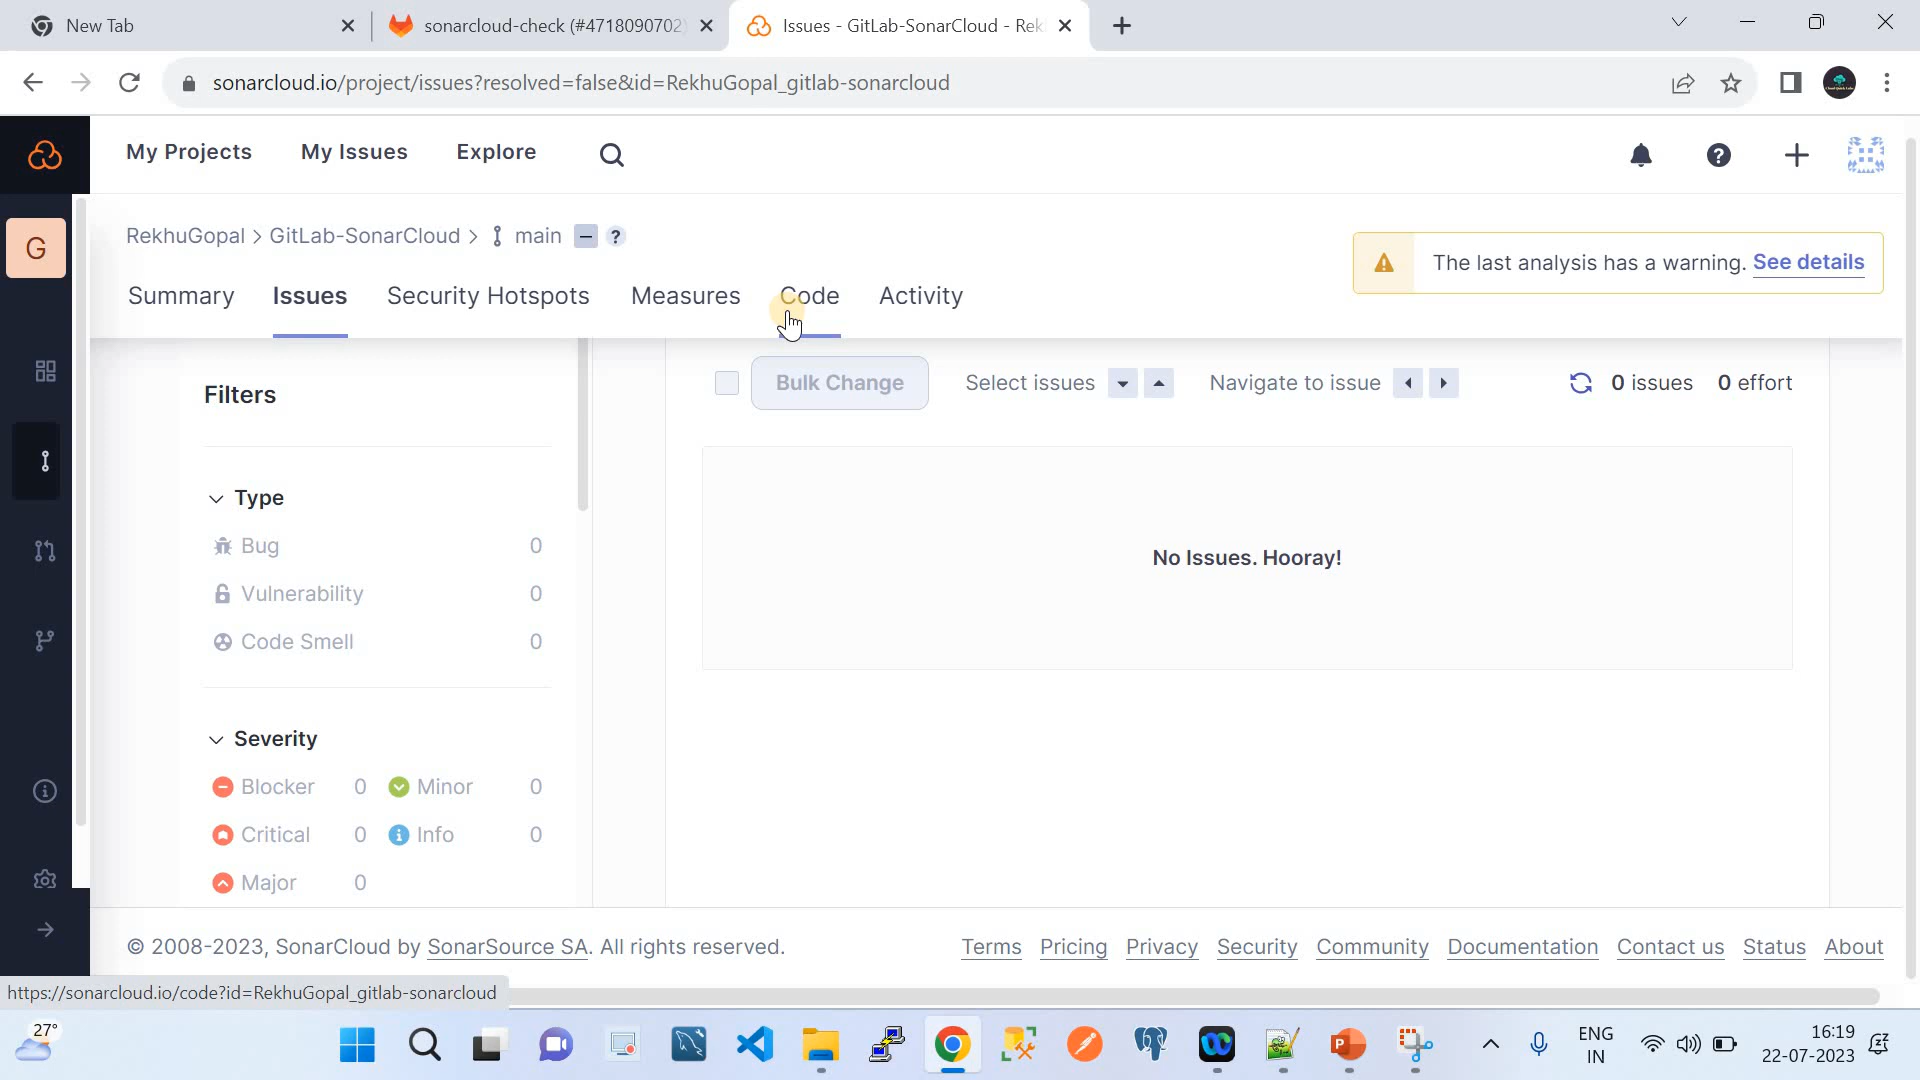 New Tab
sonarcloud-check (#4718090702)
Issues - GitLab-SonarCloud - Rek
sonarcloud.io/project/issues?resolved=false&id=RekhuGopal_gitlab-sonarcloud
My Projects My Issues Explore
G
RekhuGopal > GitLab-SonarCloud > main
The last analysis has a warning. See details
Summary Issues Security Hotspots Measures Code Activity
Filters
Bulk Change Select issues Navigate to issue 0 issues 0 effort
Type
Bug 0
Vulnerability 0
Code Smell 0
No Issues. Hooray!
Severity
Blocker 0 Minor 0
Critical 0 Info 0
Major 0
© 2008-2023, SonarCloud by SonarSource SA. All rights reserved.
Terms Pricing Privacy Security Community Documentation Contact us Status About
https://sonarcloud.io/code?id=RekhuGopal_gitlab-sonarcloud
27°
ENG
IN
16:19
22-07-2023